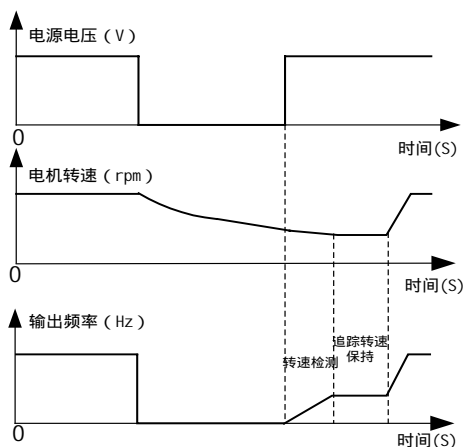 电源电压（V）
0
时间(S)
电机转速（rpm）
0
时间(S)
输出频率（Hz）
追踪转速
转速检测 保持
0
时间(S)